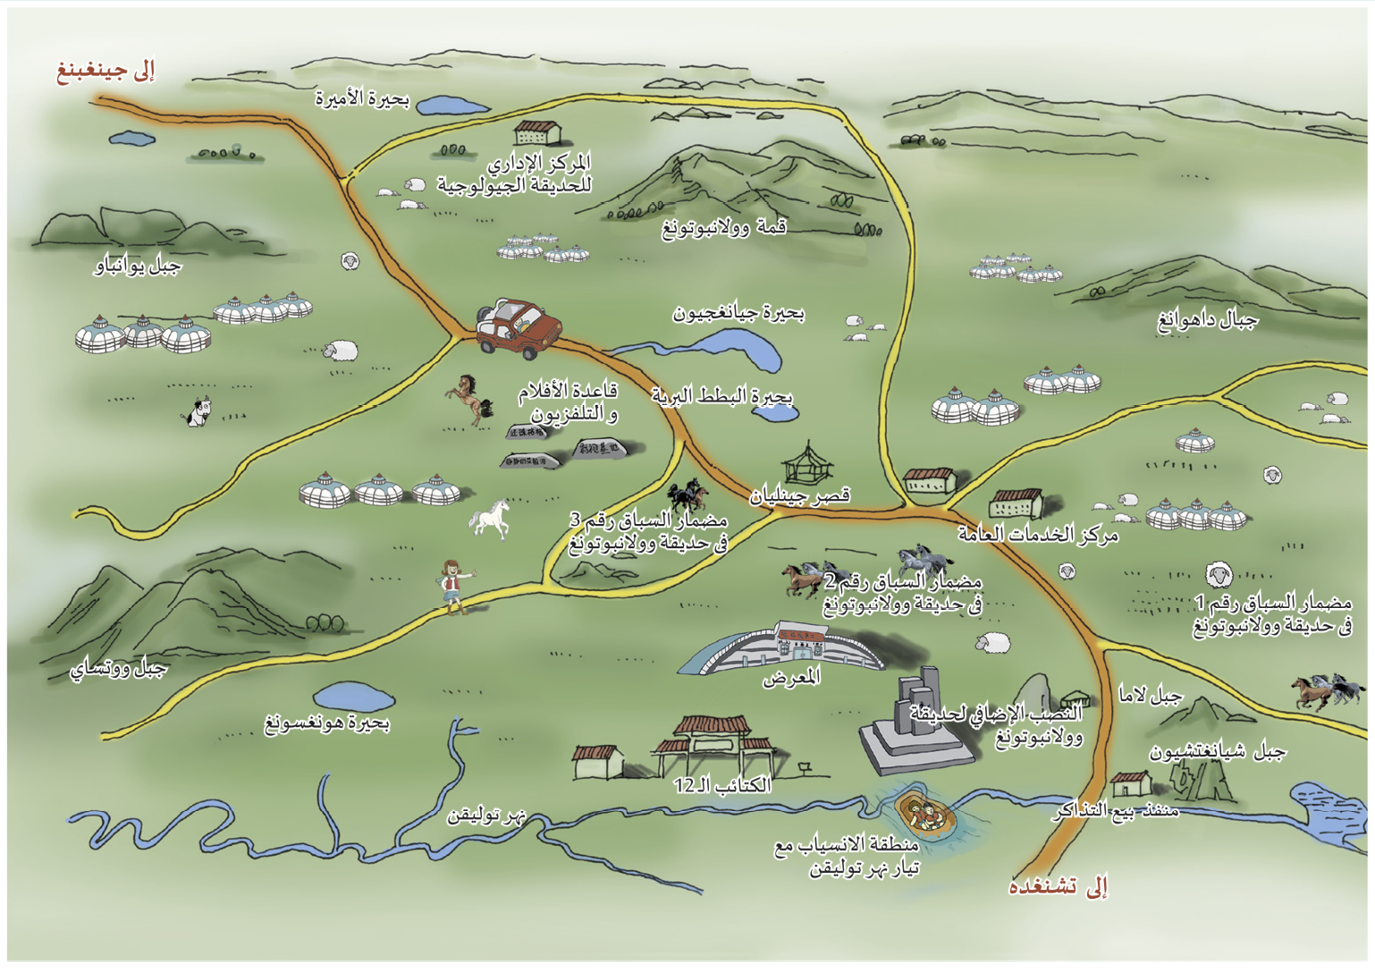 إلى جينغبنغ
بحيرة الأميرة
المركز الإداري
للحديقة الجيولوجية
قمة وولانبوتونغ
جبل يوانباو
جبال داهوانغ
بحيرة جيانغجيون
بحيرة البطط البرية
قاعدة الأفلام
و التلفزيون
قصر جينليان
مضمار السباق رقم 3
فى حديقة وولانبوتونغ
مركز الخدمات العامة
مضمار السباق رقم 2
فى حديقة وولانبوتونغ
مضمار السباق رقم 1
فى حديقة وولانبوتونغ
جبل ووتساي
المعرض
جبل لاما
بحيرة هونغسونغ
النصب الإضافي لحديقة
وولانبوتونغ
جبل شيانغتشيون
الكتائب الـ12
منفذ بيع التذاكر
نهر توليقن
منطقة الانسياب مع
تيار نهر توليقن
إلى تشنغده